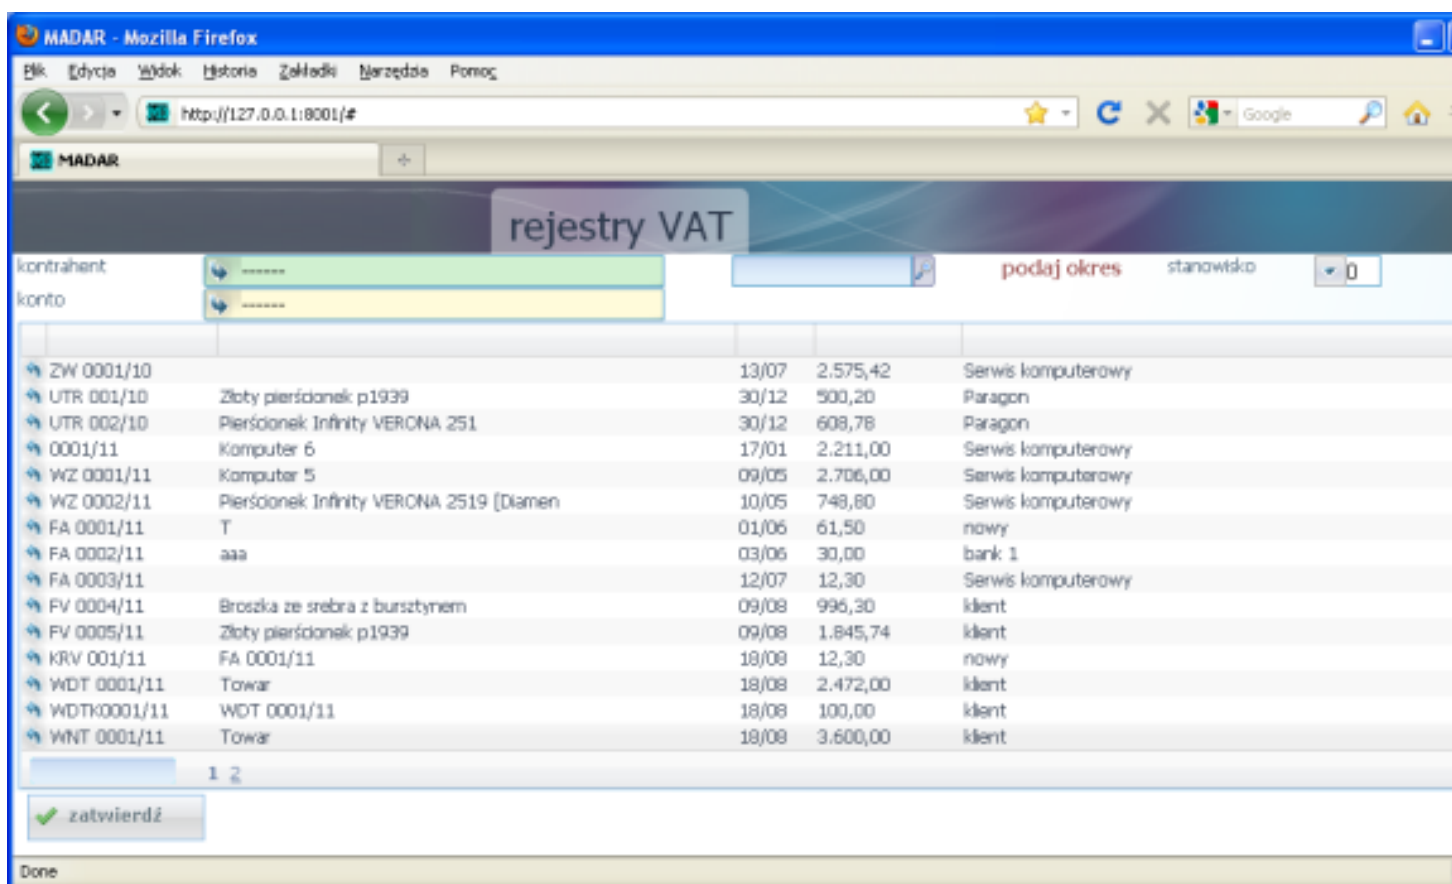 MADAR - Mozilla Firefox
Plik Edycja Widok Historia Zakładki Narzędzia Pomoc
http://127.0.0.1:8001/# Google
MADAR
rejestry VAT
kontrahent ------ podaj okres stanowisko 0
konto ------
ZW 0001/10 13/07 2.575,42 Serwis komputerowy
UTR 001/10 Złoty pierścionek p1939 30/12 500,20 Paragon
UTR 002/10 Pierścionek Infinity VERONA 251 30/12 608,78 Paragon
0001/11 Komputer 6 17/01 2.211,00 Serwis komputerowy
WZ 0001/11 Komputer 5 09/05 2.706,00 Serwis komputerowy
WZ 0002/11 Pierścionek Infinity VERONA 2519 [Diamen 10/05 748,80 Serwis komputerowy
FA 0001/11 T 01/06 61,50 nowy
FA 0002/11 aaa 03/06 30,00 bank 1
FA 0003/11 12/07 12,30 Serwis komputerowy
FV 0004/11 Broszka ze srebra z bursztynem 09/08 996,30 klient
FV 0005/11 Złoty pierścionek p1939 09/08 1.845,74 klient
KRV 001/11 FA 0001/11 18/08 12,30 nowy
WDT 0001/11 Towar 18/08 2.472,00 klient
WDTK0001/11 WDT 0001/11 18/08 100,00 klient
WNT 0001/11 Towar 18/08 3.600,00 klient
1 2
zatwierdź
Done